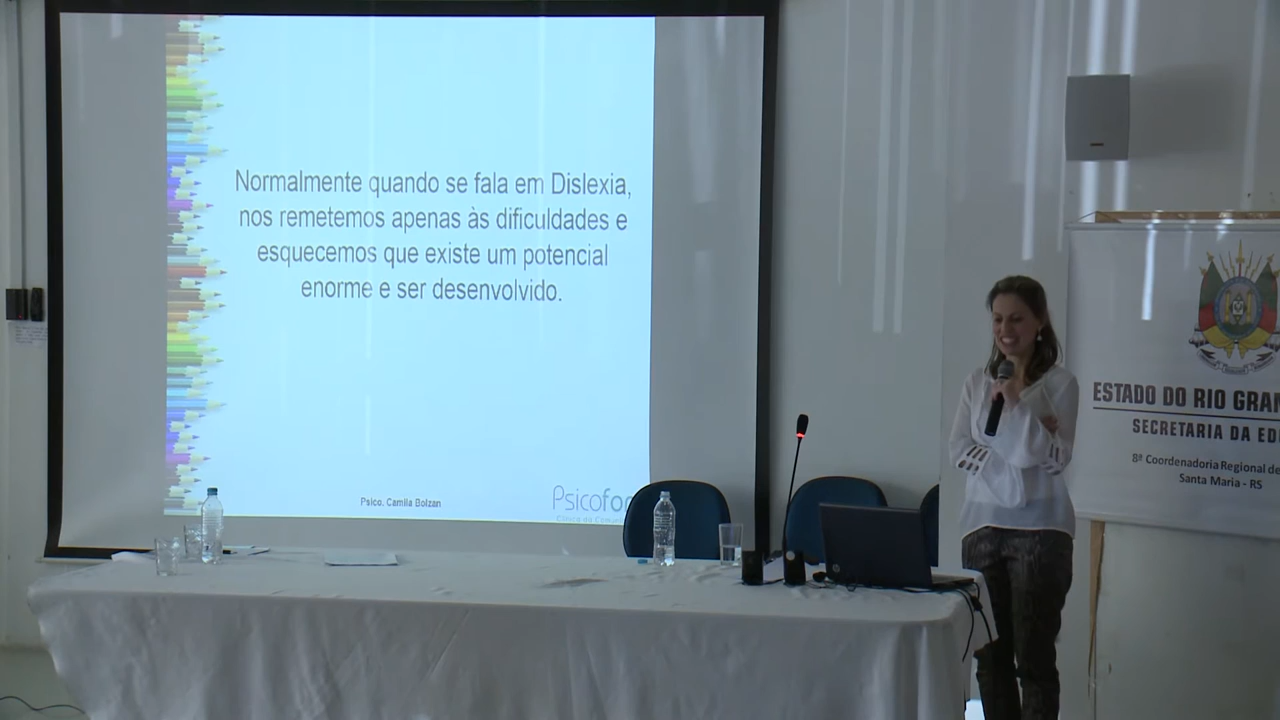 Normalmente quando se fala em Dislexia,
nos remetemos apenas às dificuldades e
esquecemos que existe um potencial
enorme e ser desenvolvido.
Psico. Camila Bolzan
Psicofo
ESTADO DO RIO GRAN
SECRETARIA DA ED
8ª Coordenadoria Regional de
Santa Maria - RS